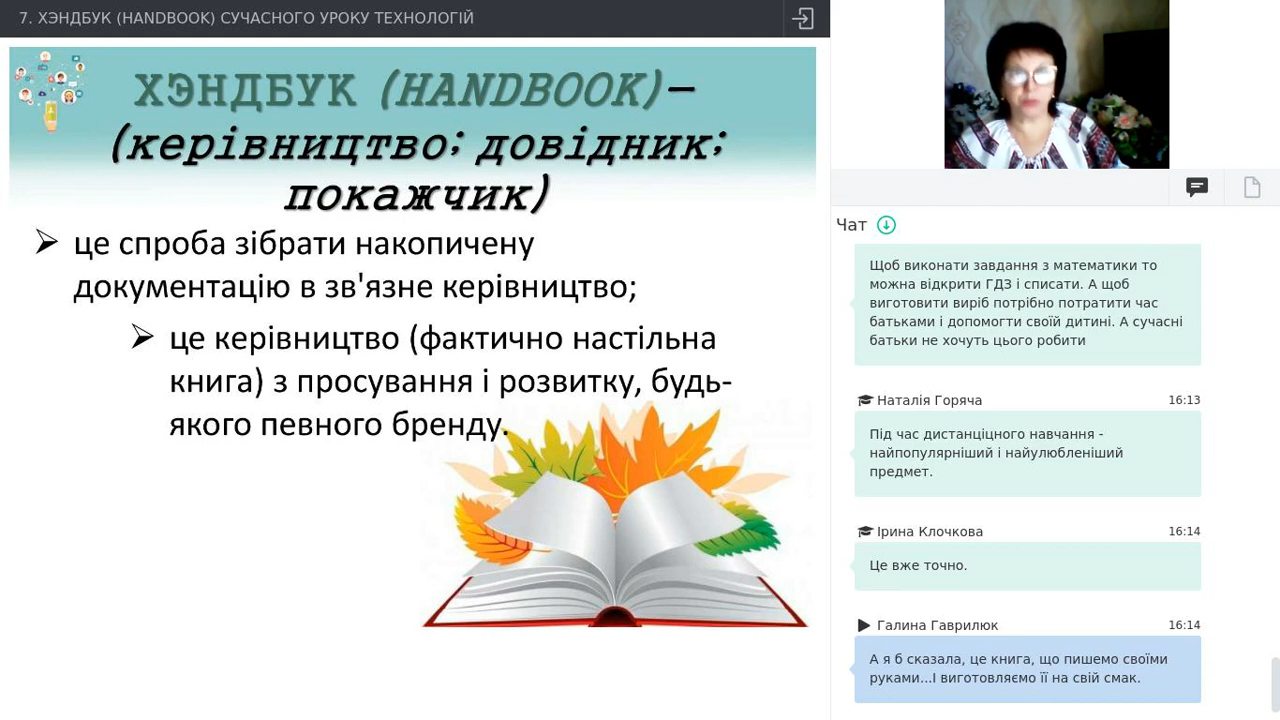 7. ХЭНДБУК (HANDBOOK) СУЧАСНОГО УРОКУ ТЕХНОЛОГІЙ
ХЭНДБУК (HANDBOOK)–
(керівництво; довідник;
покажчик)
це спроба зібрати накопичену
документацію в зв'язне керівництво;
це керівництво (фактично настільна
книга) з просування і розвитку, будь-
якого певного бренду.
Чат
Щоб виконати завдання з математики то
можна відкрити ГДЗ і списати. А щоб
виготовити виріб потрібно потратити час
батьками і допомогти своїй дитині. А сучасні
батьки не хочуть цього робити
Наталія Горяча 16:13
Під час дистанціцного навчання -
найпопулярніший і найулюбленіший
предмет.
Ірина Клочкова 16:14
Це вже точно.
Галина Гаврилюк 16:14
А я б сказала, це книга, що пишемо своїми
руками...І виготовляємо її на свій смак.